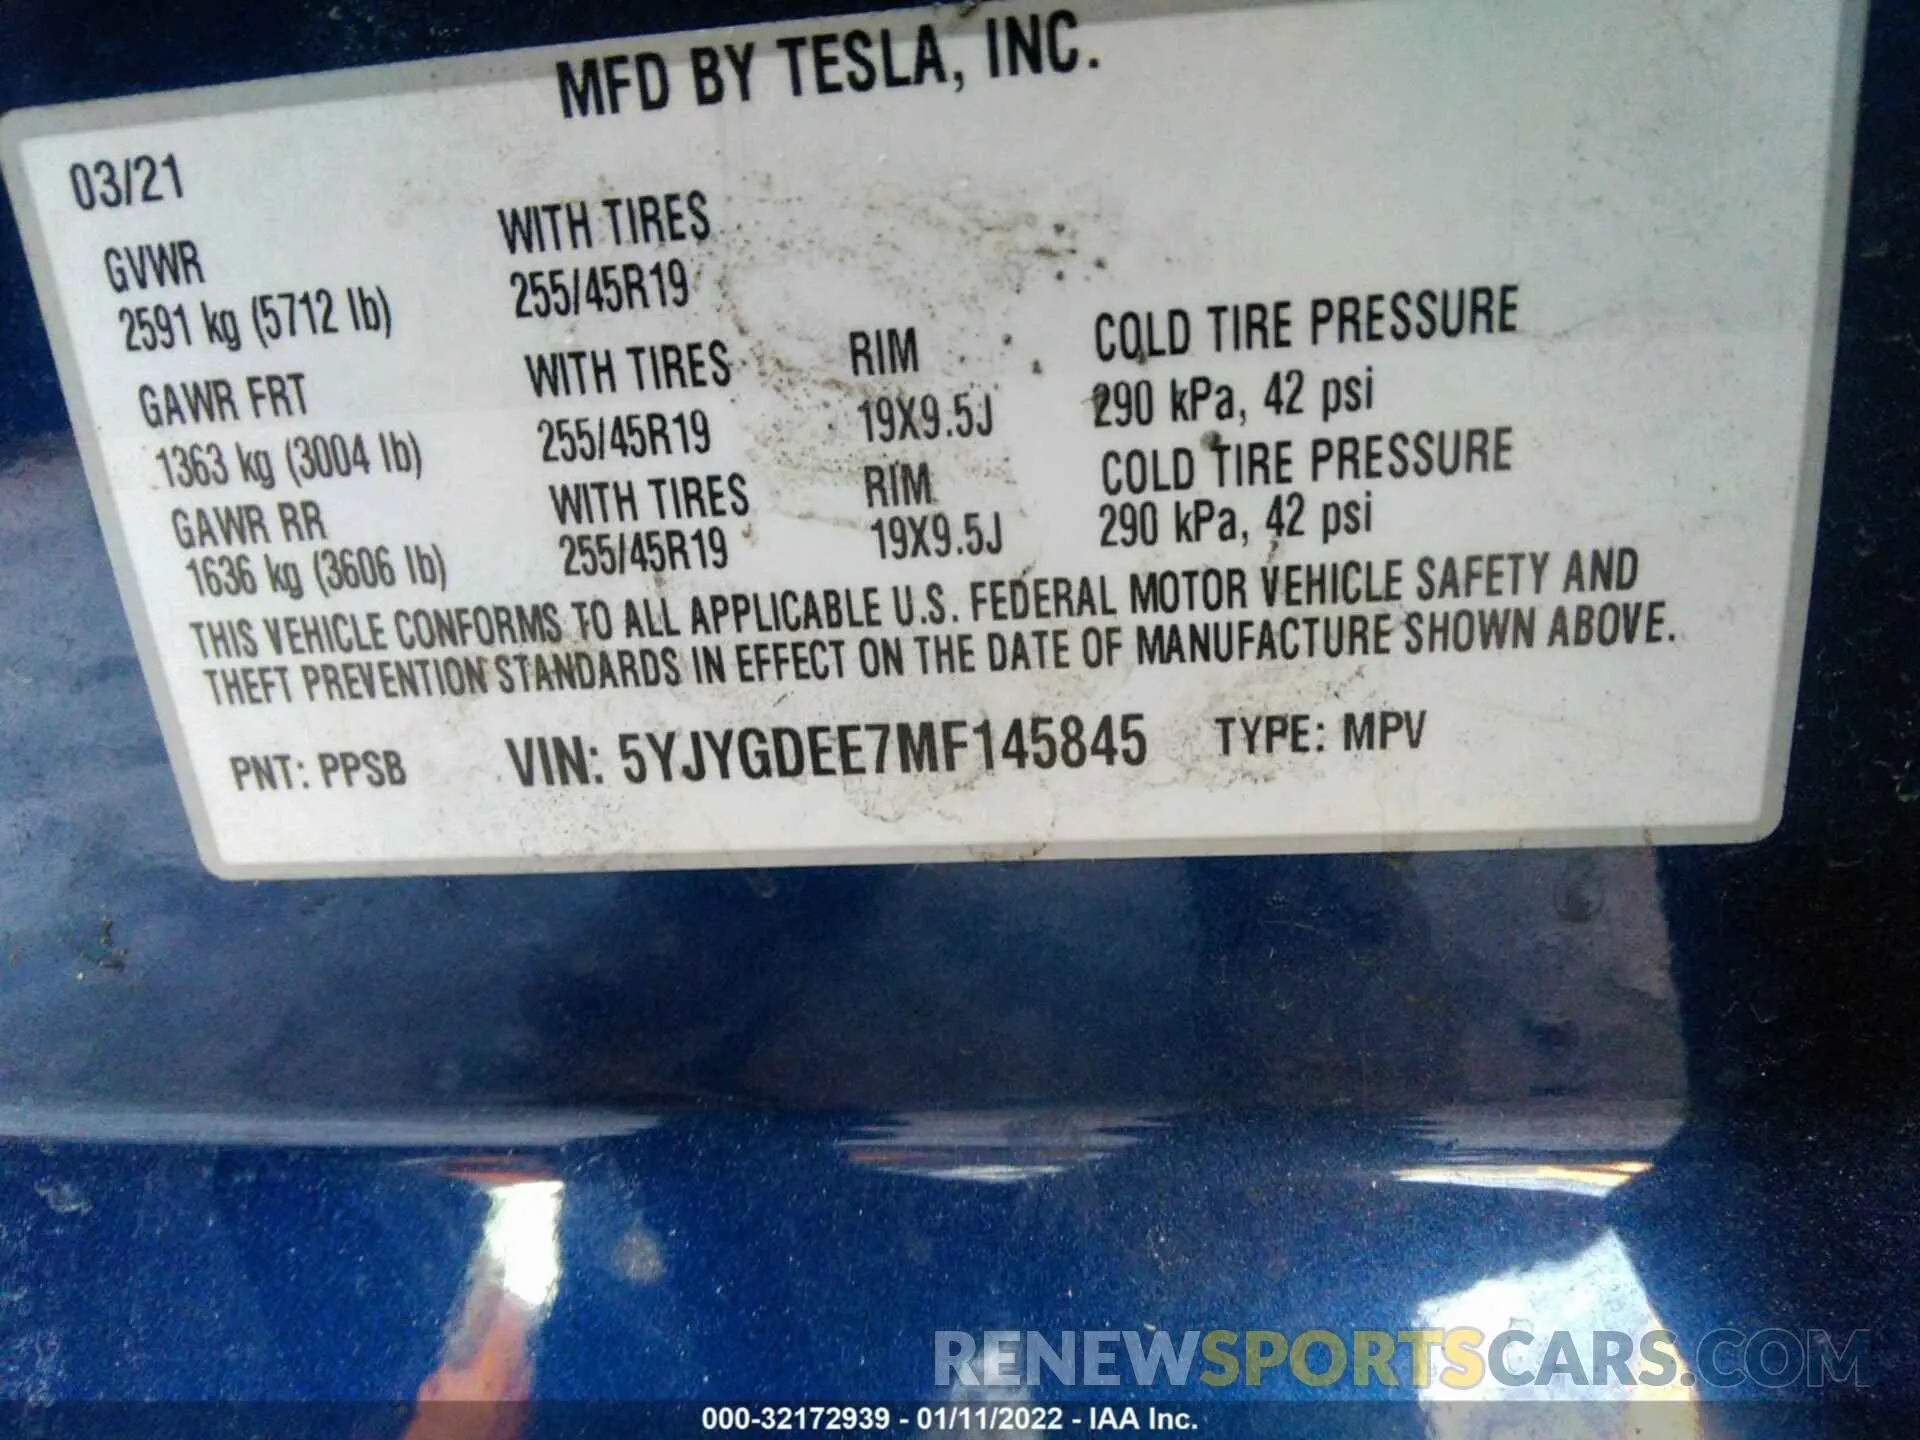 MFD BY TESLA, INC.
03/21
GVWR WITH TIRES
2591 kg (5712 lb) 255/45R19
GAWR FRT WITH TIRES RIM COLD TIRE PRESSURE
1363 kg (3004 lb) 255/45R19 19X9.5J 290 kPa, 42 psi
GAWR RR WITH TIRES RIM COLD TIRE PRESSURE
1636 kg (3606 lb) 255/45R19 19X9.5J 290 kPa, 42 psi
THIS VEHICLE CONFORMS TO ALL APPLICABLE U.S. FEDERAL MOTOR VEHICLE SAFETY AND
THEFT PREVENTION STANDARDS IN EFFECT ON THE DATE OF MANUFACTURE SHOWN ABOVE.
PNT: PPSB VIN: 5YJYGDEE7MF145845 TYPE: MPV
RENEWSPORTSCARS.COM
000-32172939 - 01/11/2022 - IAA Inc.